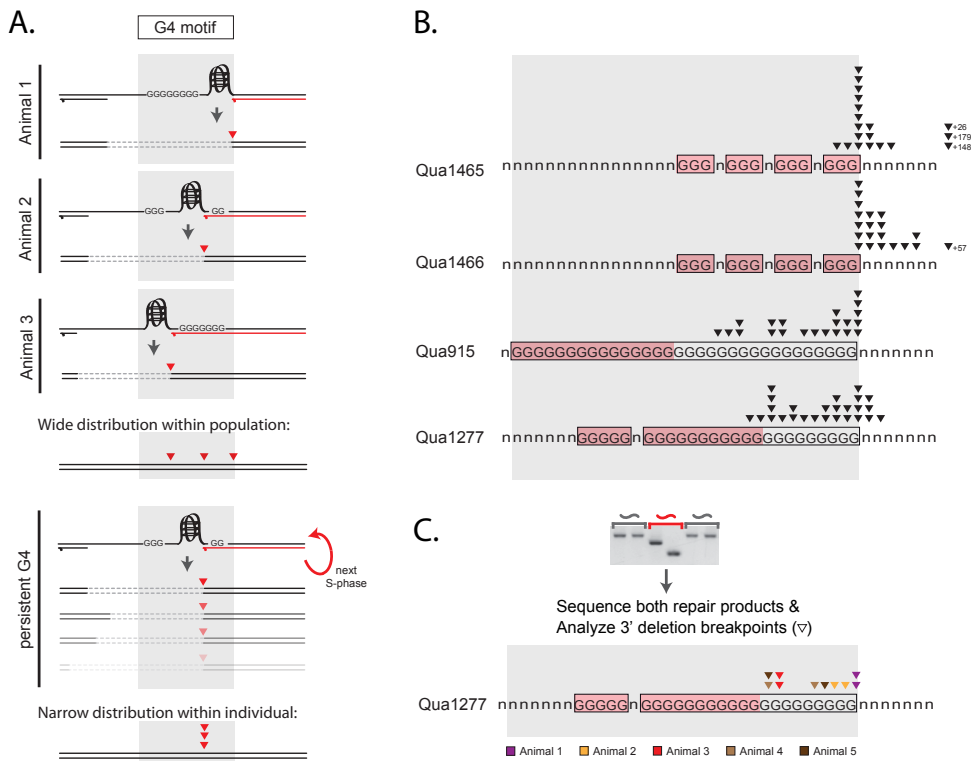 A.
G4 motif
Animal 1
GGGGGGGG
Animal 2
GGG
GG
Animal 3
GGGGGGG
Wide distribution within population:
persistent G4
GGG
GG
next
S-phase
Narrow distribution within individual:
B.
+26
+179
+148
Qua1465
nnnnnnnnnnnnnnnnGGGnGGGnGGGnGGGnnnnnnn
+57
Qua1466
nnnnnnnnnnnnnnnnGGGnGGGnGGGnGGGnnnnnnn
Qua915
nGGGGGGGGGGGGGGGGGGGGGGGGGGGGGGGGnnnnnnn
Qua1277
nnnnnnnGGGGGnGGGGGGGGGGGGGGGGGGGGnnnnnnn
C.
Sequence both repair products &
Analyze 3' deletion breakpoints (▽)
Qua1277
nnnnnnnGGGGGnGGGGGGGGGGGGGGGGGGGGnnnnnnn
Animal 1
Animal 2
Animal 3
Animal 4
Animal 5